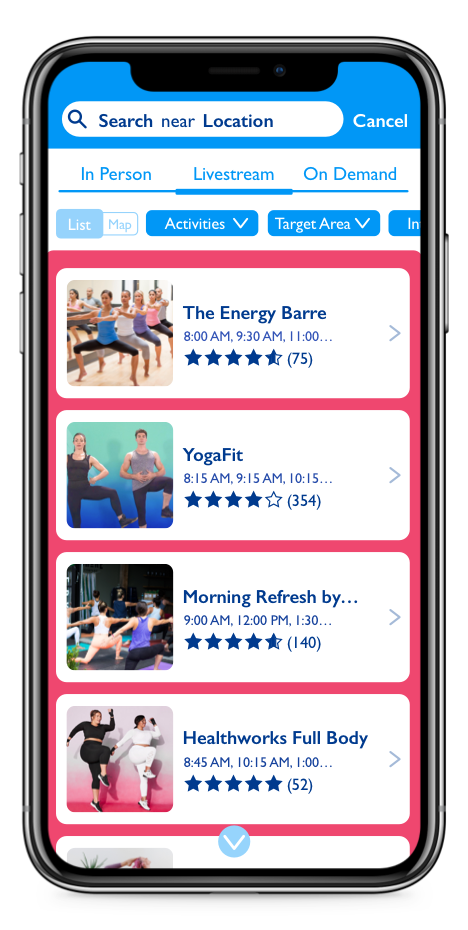 Search near Location Cancel
In Person Livestream On Demand
List Map Activities Target Area In
The Energy Barre
8:00 AM, 9:30 AM, 11:00...
(75)
YogaFit
8:15 AM, 9:15 AM, 10:15...
(354)
Morning Refresh by...
9:00 AM, 12:00 PM, 1:30...
(140)
Healthworks Full Body
8:45 AM, 10:15 AM, 1:00...
(52)